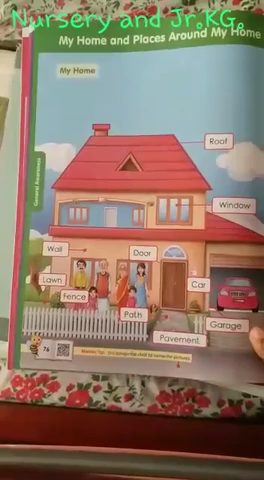 Nursery and Jr.KG.
My Home and Places Around My Home
My Home
General Awareness
Roof
Window
Wall
Door
Lawn
Car
Fence
Path
Garage
Pavement
76